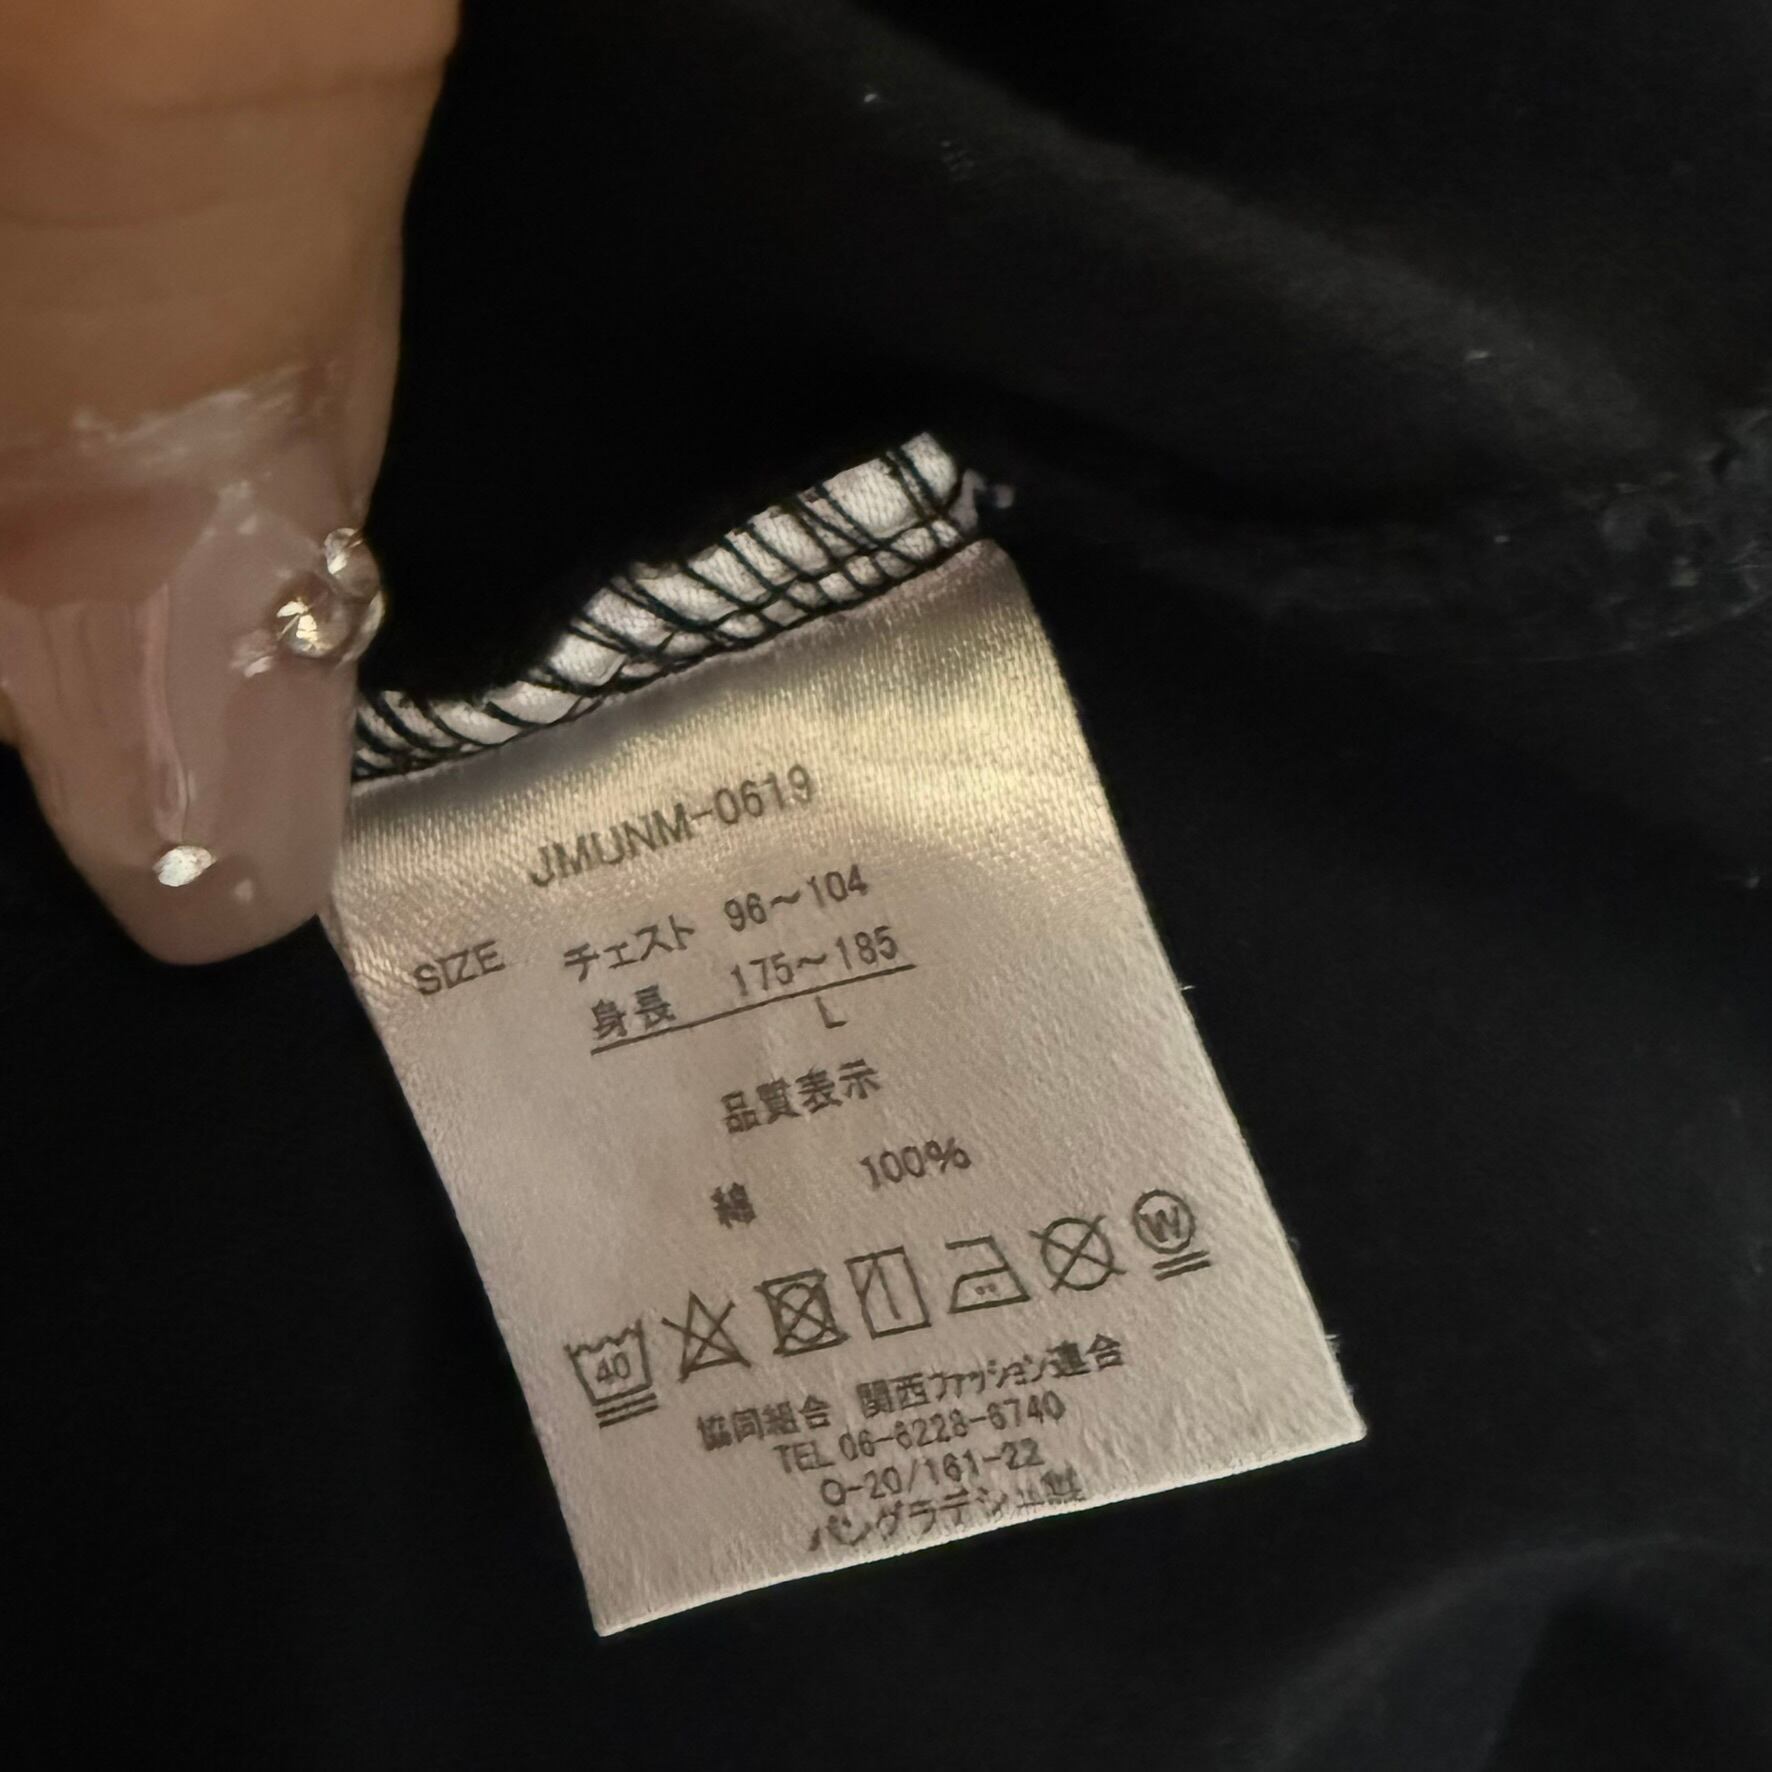 JMUNM-0619
SIZE チェスト 96〜104
身長 175〜185
L
品質表示
綿 100%
40
W
協同組合 関西ファッション連合
TEL 06-6228-6740
O-20/161-22
バングラデシュ製